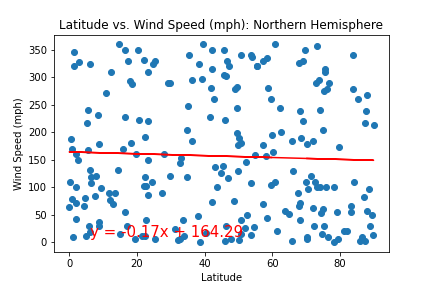 Latitude vs. Wind Speed (mph): Northern Hemisphere
350
300
250
200
150
100
50
0
Wind Speed (mph)
y = -0.17x + 164.29
0 20 40 60 80
Latitude